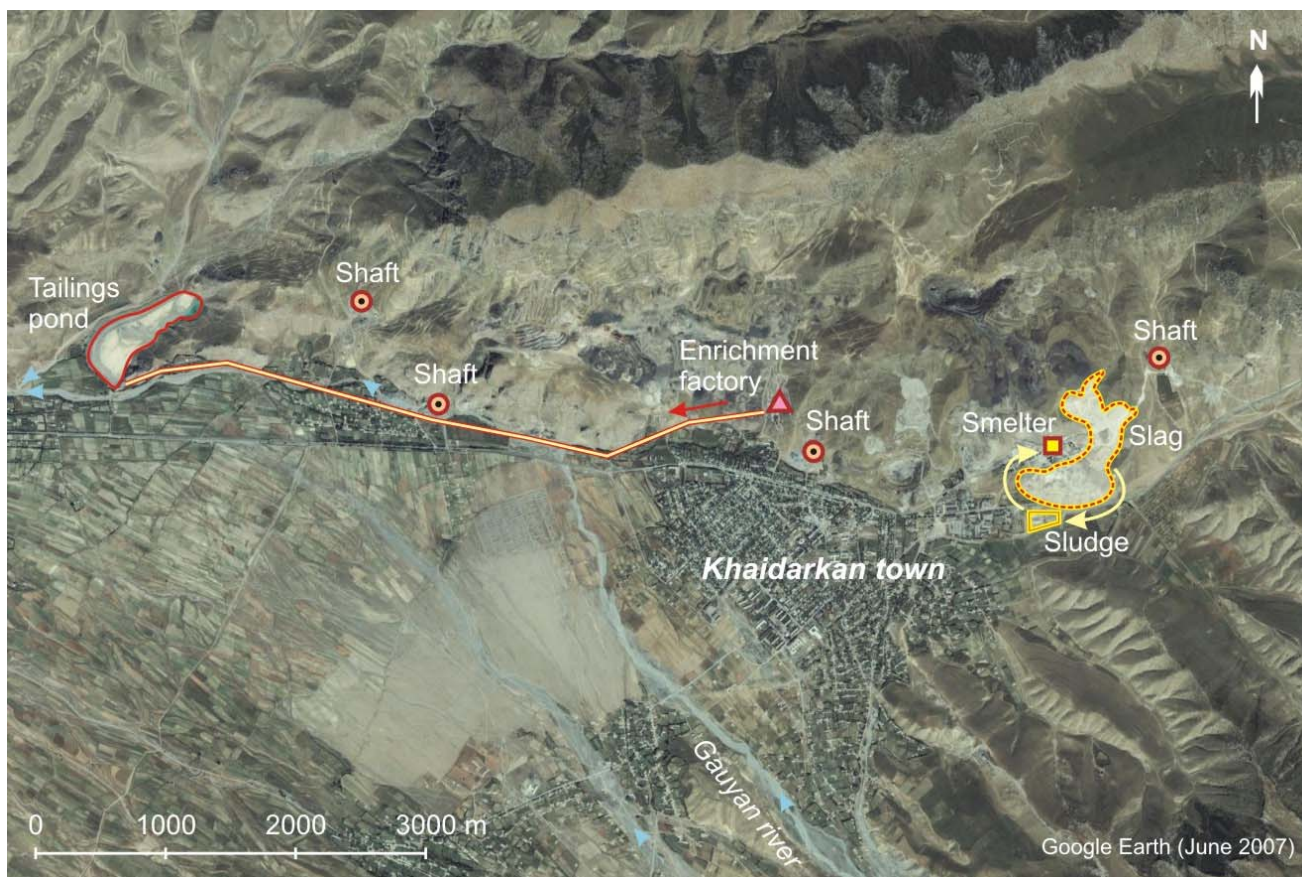 N
Shaft
Tailings
pond
Shaft
Enrichment
factory
Shaft
Shaft
Smelter
Slag
Sludge
Khaidarkan town
Gauyan river
0 1000 2000 3000 m
Google Earth (June 2007)